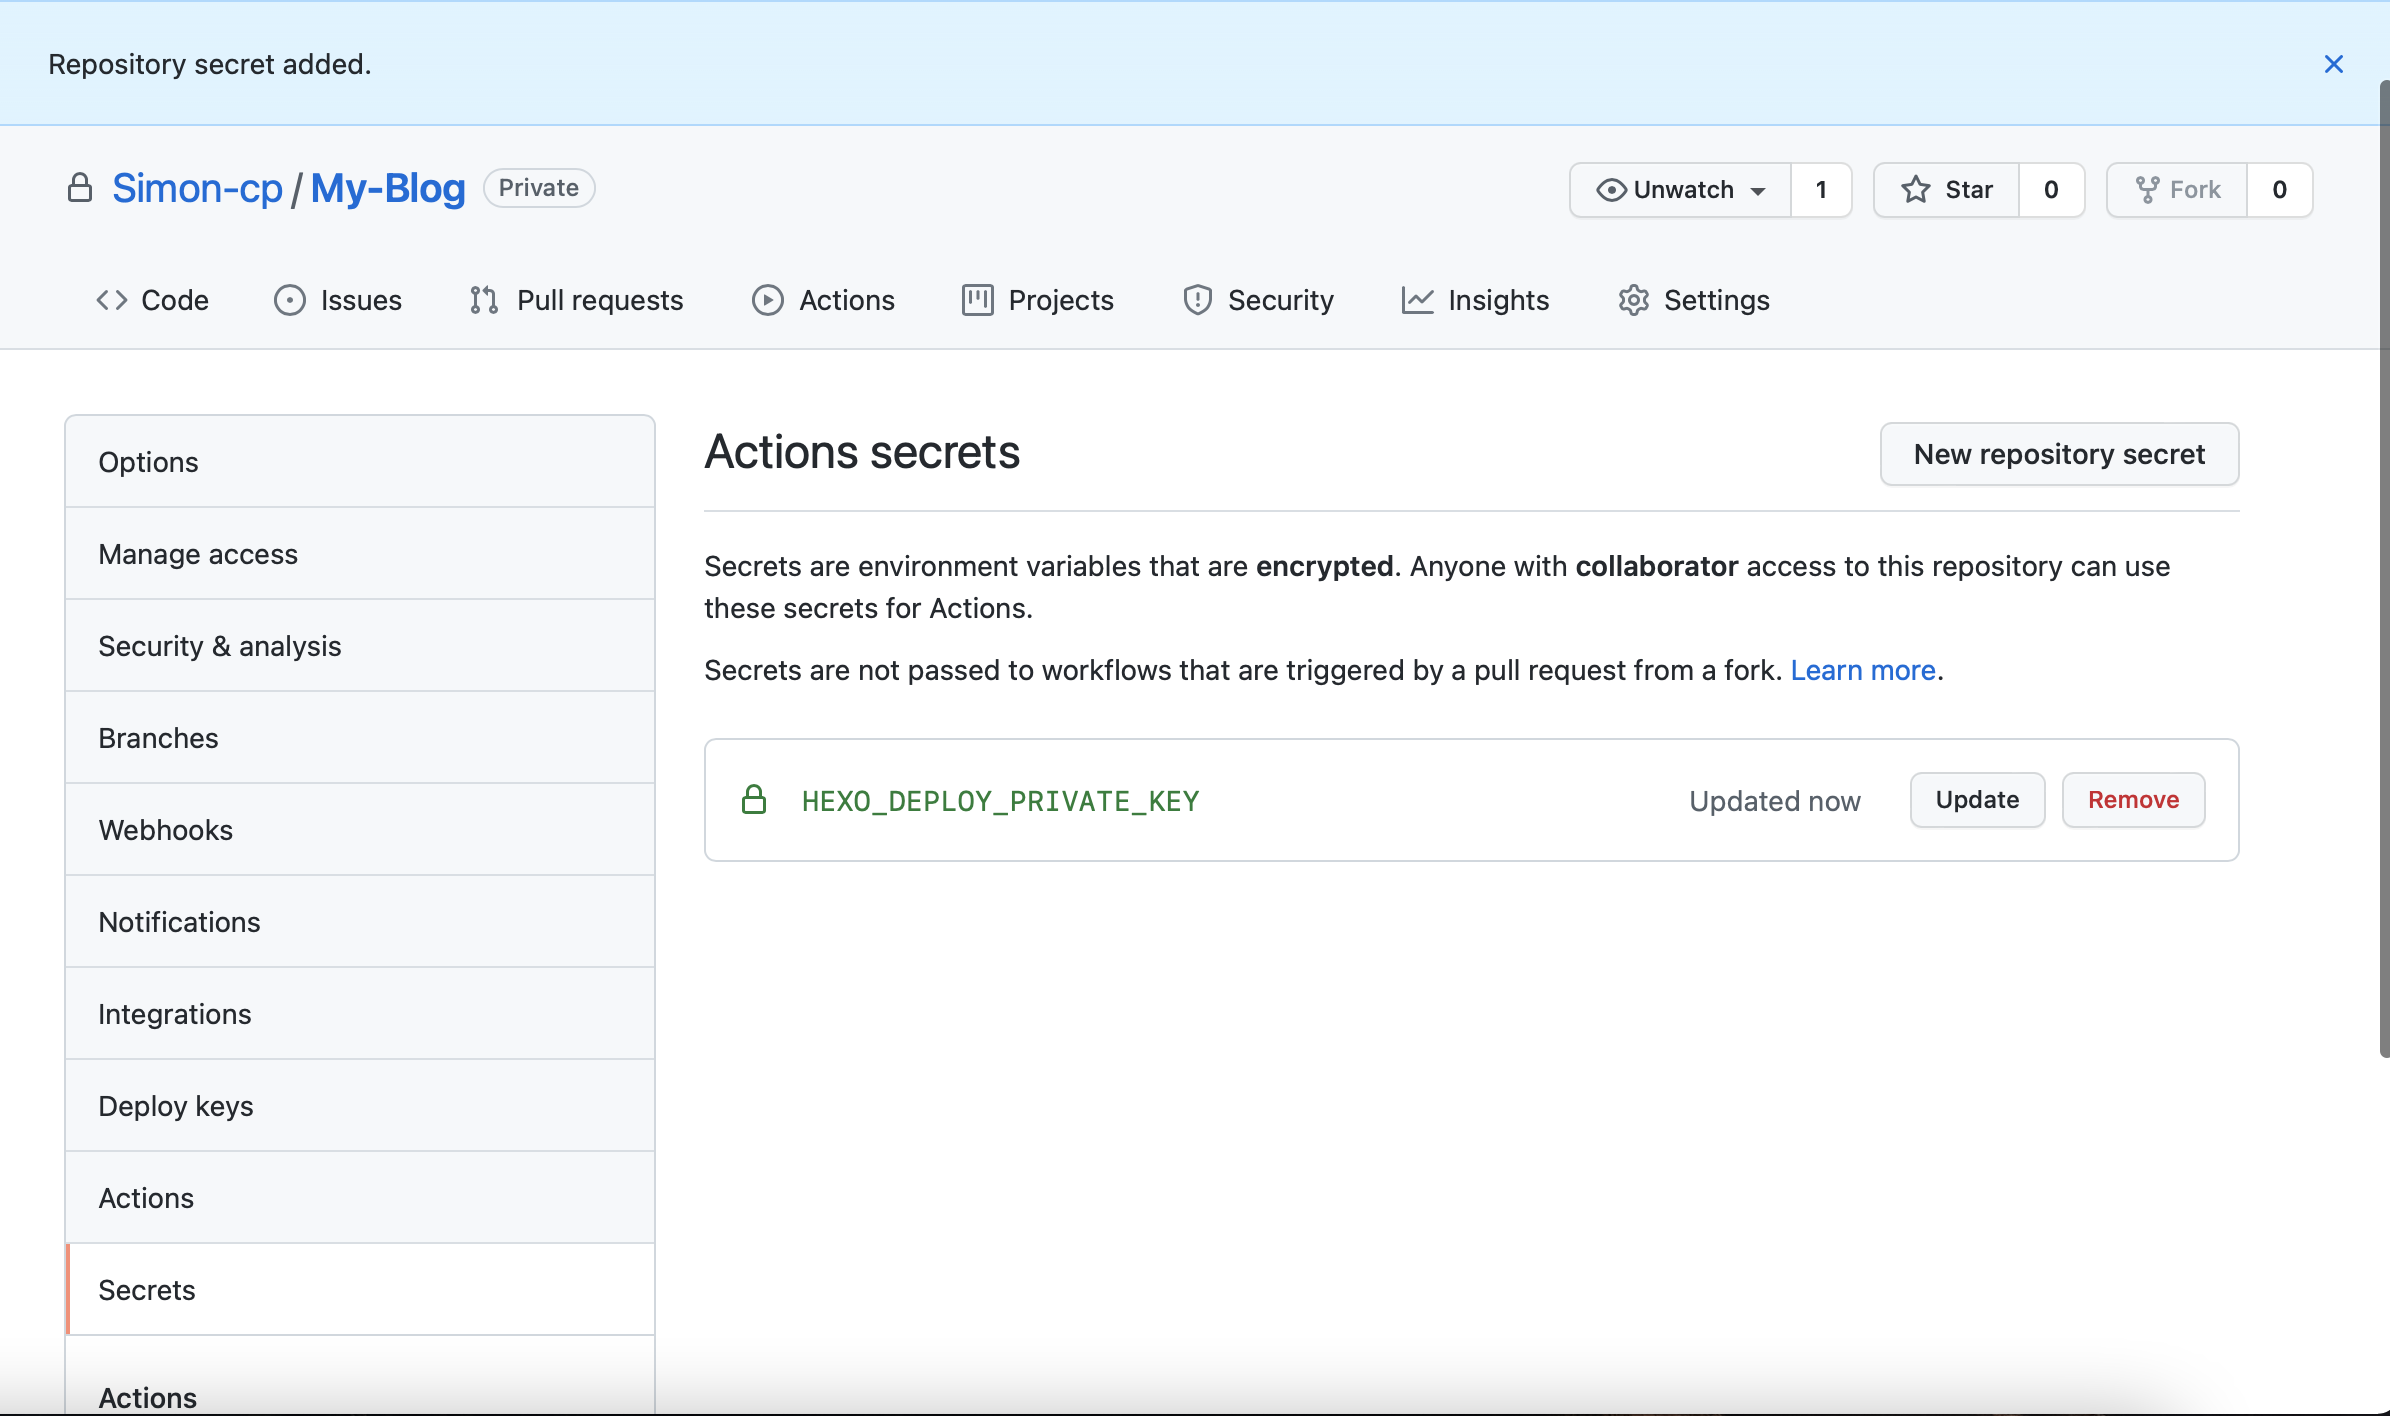 Repository secret added.
Simon-cp / My-Blog Private
Unwatch 1 Star 0 Fork 0
Code Issues Pull requests Actions Projects Security Insights Settings
Options
Manage access
Security & analysis
Branches
Webhooks
Notifications
Integrations
Deploy keys
Actions
Secrets
Actions
Actions secrets
New repository secret
Secrets are environment variables that are encrypted. Anyone with collaborator access to this repository can use
these secrets for Actions.
Secrets are not passed to workflows that are triggered by a pull request from a fork. Learn more.
HEXO_DEPLOY_PRIVATE_KEY Updated now Update Remove